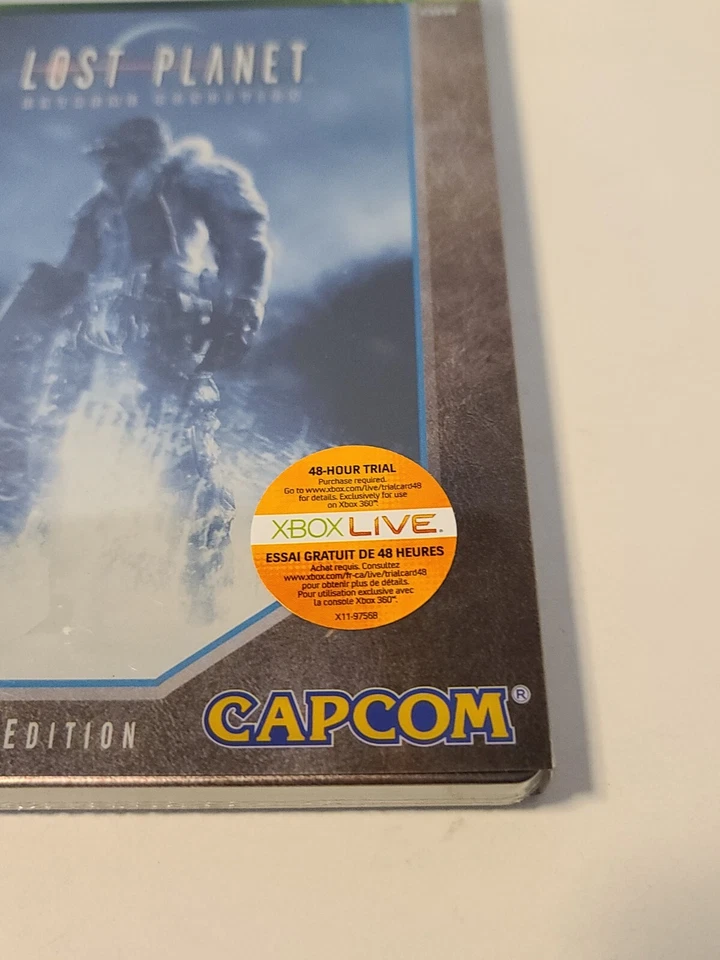 LOST PLANET
48-HOUR TRIAL
Purchase required.
Go to www.xbox.com/live/trialcard48
for details. Exclusively for use
on Xbox 360™.
XBOX LIVE®
ESSAI GRATUIT DE 48 HEURES
Achat requis. Consultez
www.xbox.com/fr-ca/live/trialcard48
pour obtenir plus de détails.
Pour utilisation exclusive avec
la console Xbox 360™.
X11-97568
EDITION
CAPCOM®